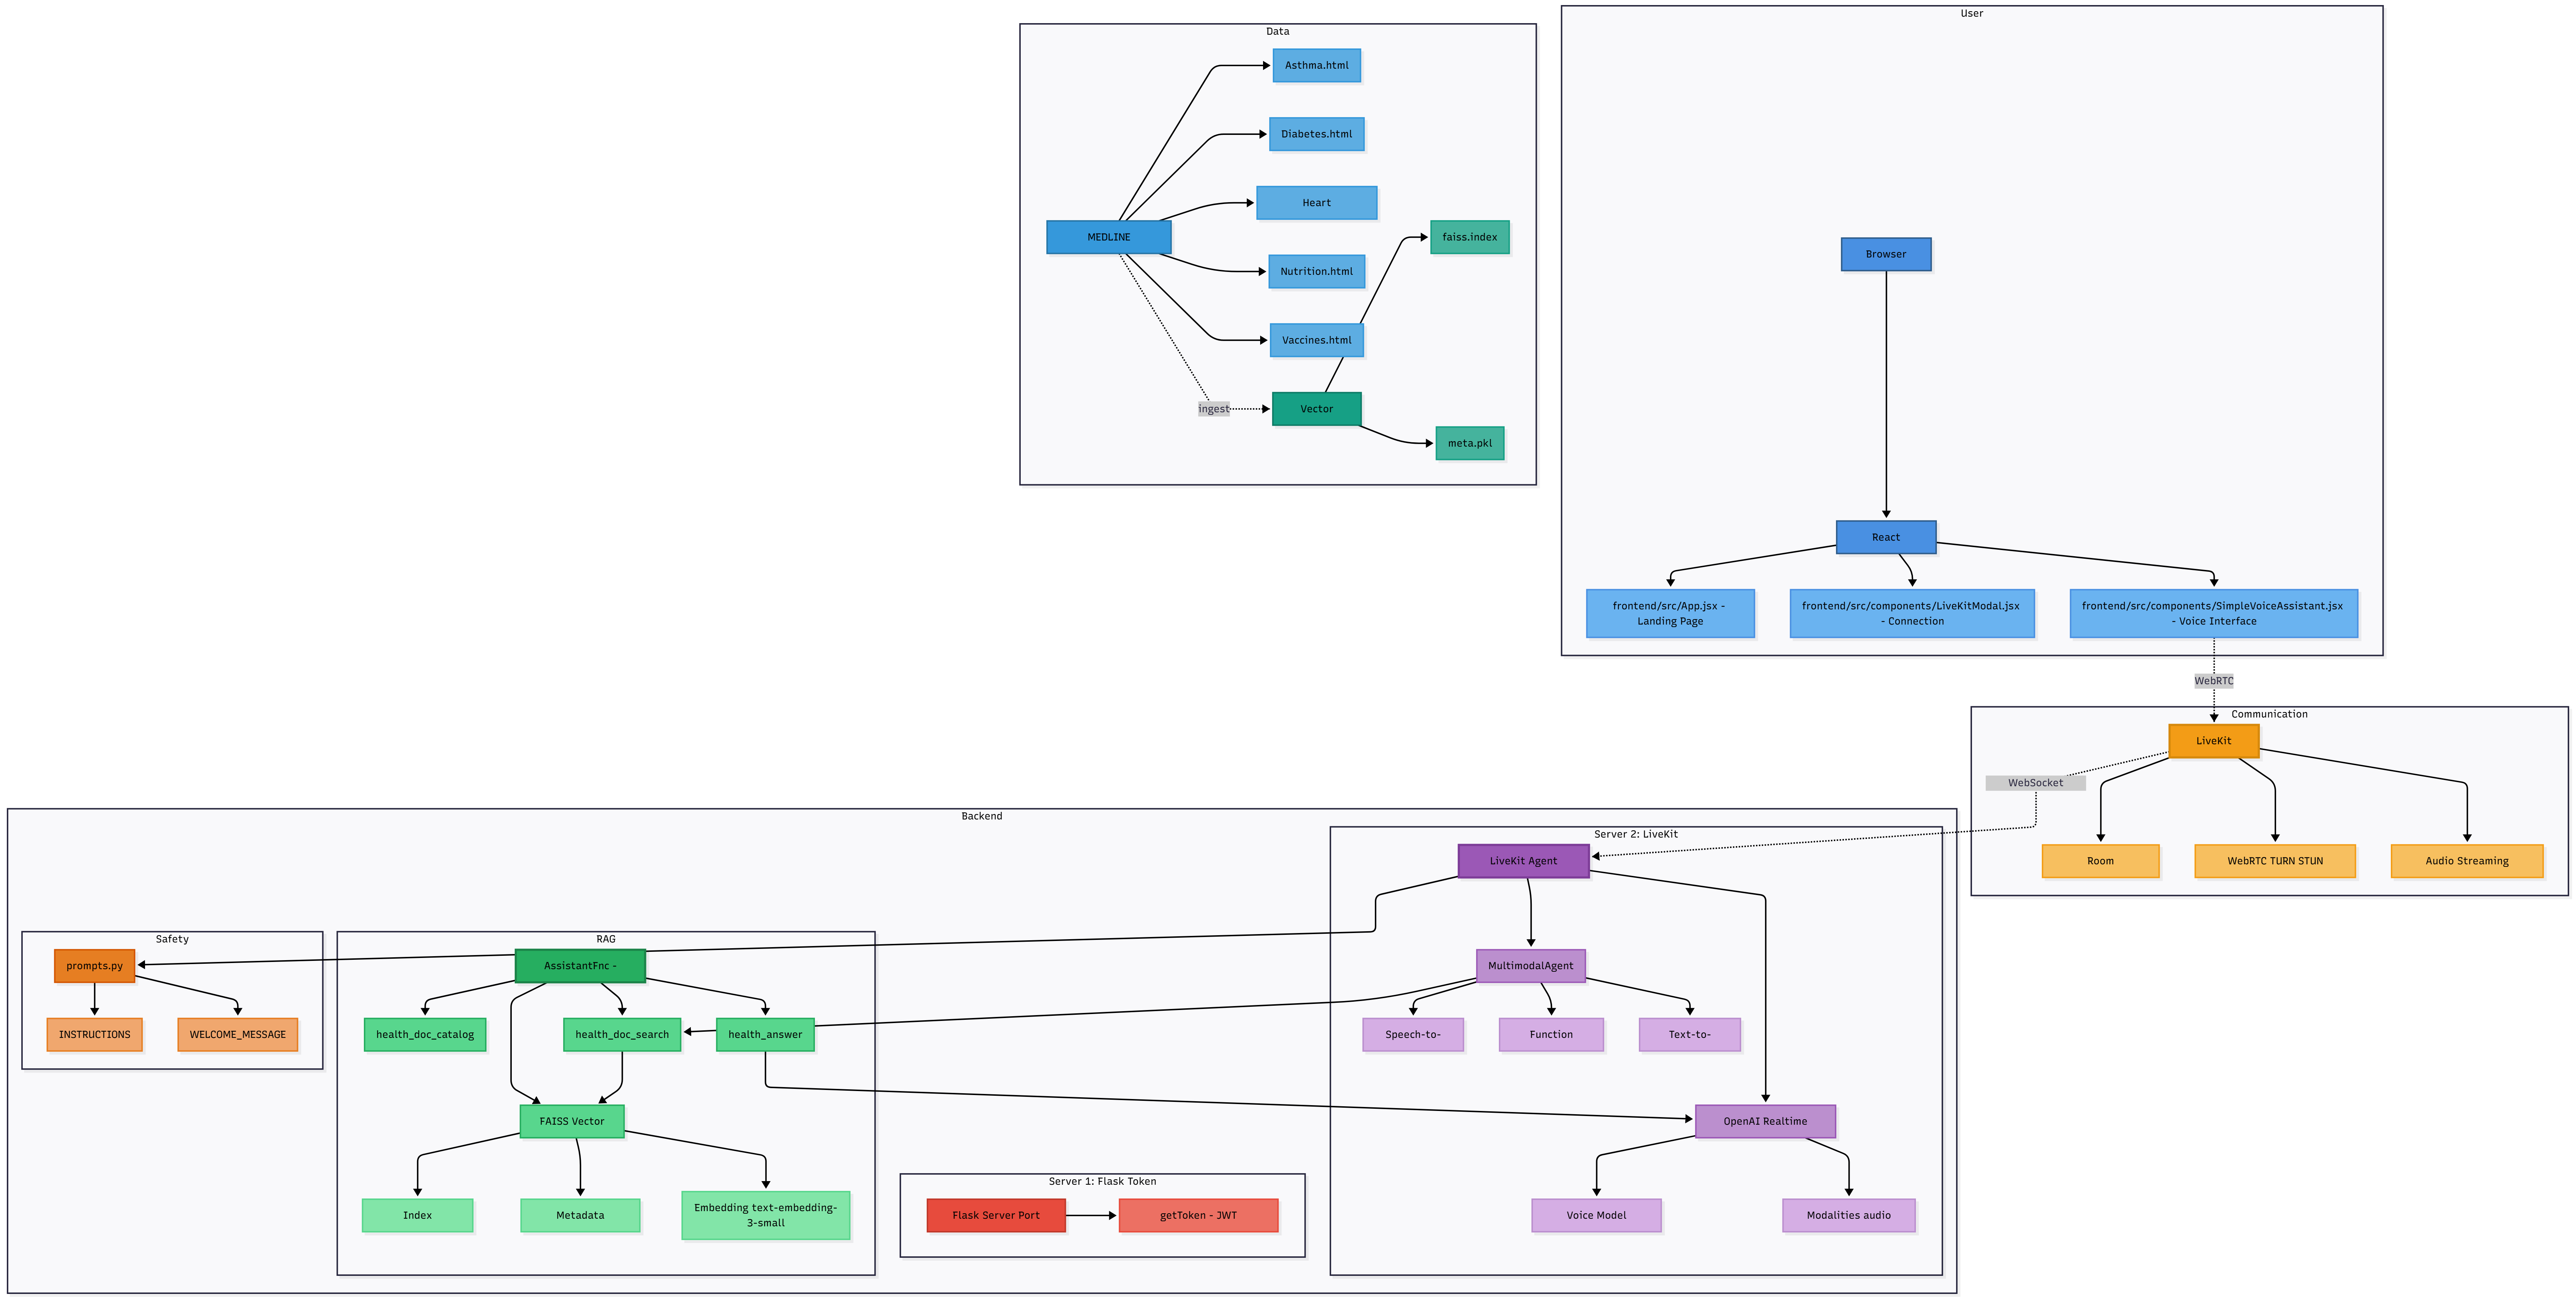 Data
Asthma.html
Diabetes.html
Heart
MEDLINE
faiss.index
Nutrition.html
Vaccines.html
ingest
Vector
meta.pkl
User
Browser
React
frontend/src/App.jsx -
Landing Page
frontend/src/components/LiveKitModal.jsx
- Connection
frontend/src/components/SimpleVoiceAssistant.jsx
- Voice Interface
WebRTC
Communication
LiveKit
WebSocket
Room
WebRTC TURN STUN
Audio Streaming
Backend
Server 2: LiveKit
LiveKit Agent
MultimodalAgent
Speech-to-
Function
Text-to-
OpenAI Realtime
Voice Model
Modalities audio
Safety
prompts.py
INSTRUCTIONS
WELCOME_MESSAGE
RAG
AssistantFnc -
health_doc_catalog
health_doc_search
health_answer
FAISS Vector
Index
Metadata
Embedding text-embedding-
3-small
Server 1: Flask Token
Flask Server Port
getToken - JWT